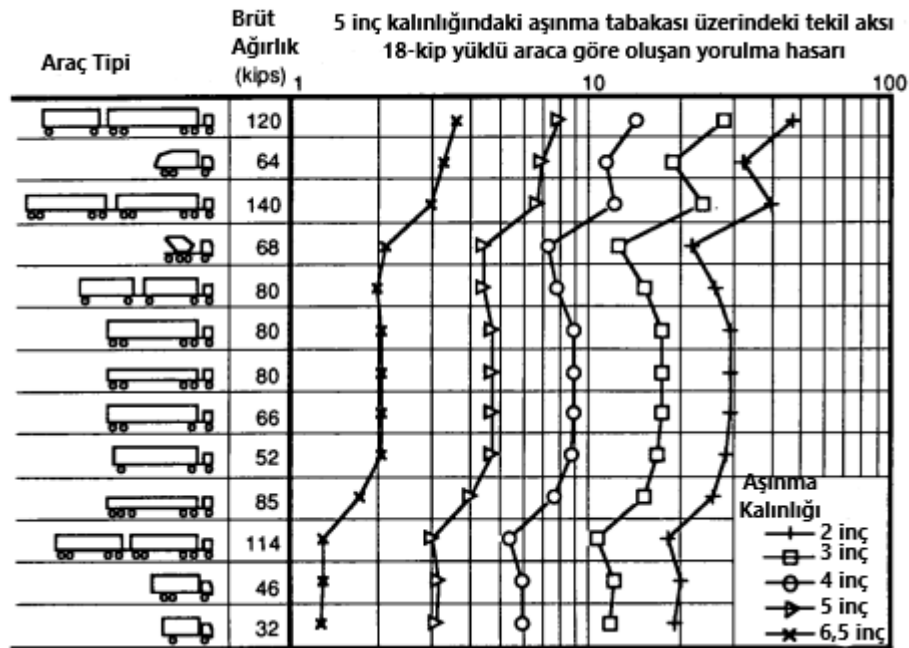 Araç Tipi
Brüt
Ağırlık
(kips)
5 inç kalınlığındaki aşınma tabakası üzerindeki tekil aksı
18-kip yüklü araca göre oluşan yorulma hasarı
1 10 100
120
64
140
68
80
80
80
66
52
85
114
46
32
Aşınma
Kalınlığı
2 inç
3 inç
4 inç
5 inç
6,5 inç